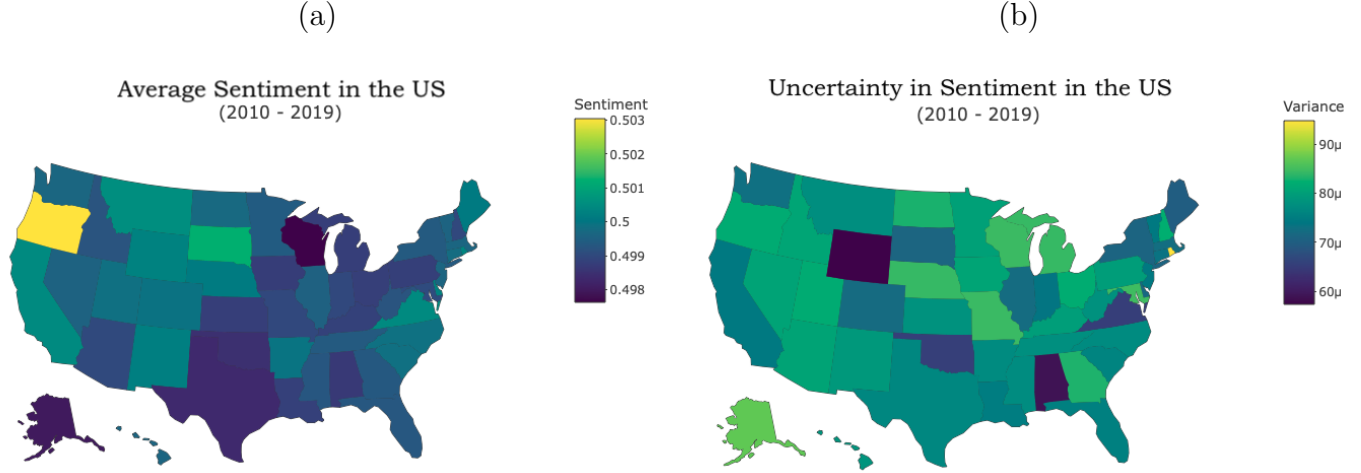 (a)
Average Sentiment in the US
(2010 - 2019)
Sentiment
0.503
0.502
0.501
0.5
0.499
0.498
(b)
Uncertainty in Sentiment in the US
(2010 - 2019)
Variance
90μ
80μ
70μ
60μ